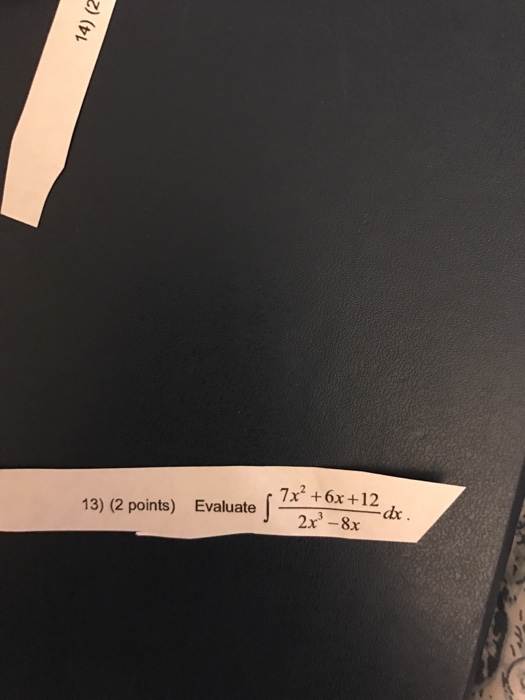 14) (2
13) (2 points) Evaluate ∫ (7x² + 6x + 12)/(2x³ − 8x) dx .